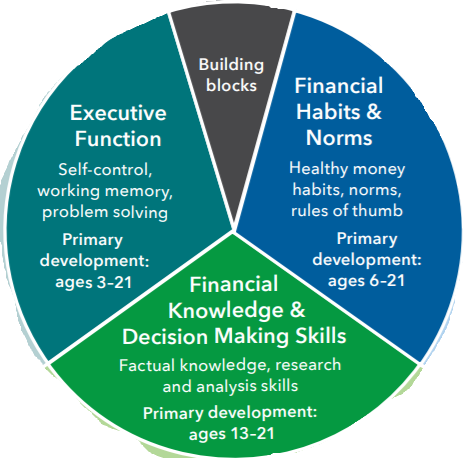 Building
blocks
Executive
Function
Self-control,
working memory,
problem solving
Primary
development:
ages 3–21
Financial
Habits &
Norms
Healthy money
habits, norms,
rules of thumb
Primary
development:
ages 6–21
Financial
Knowledge &
Decision Making Skills
Factual knowledge, research
and analysis skills
Primary development:
ages 13–21